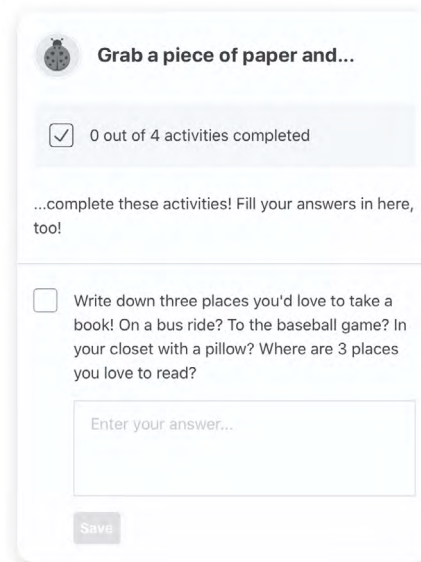 Grab a piece of paper and...
0 out of 4 activities completed
...complete these activities! Fill your answers in here,
too!
Write down three places you'd love to take a
book! On a bus ride? To the baseball game? In
your closet with a pillow? Where are 3 places
you love to read?
Enter your answer...
Save